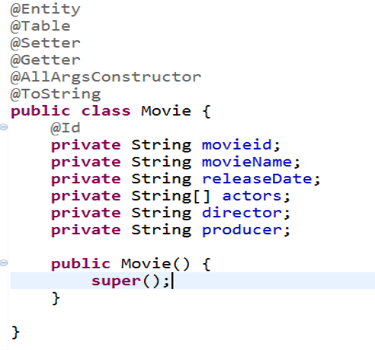 @Entity
@Table
@Setter
@Getter
@AllArgsConstructor
@ToString
public class Movie {
    @Id
    private String movieid;
    private String movieName;
    private String releaseDate;
    private String[] actors;
    private String director;
    private String producer;

    public Movie() {
        super();
    }

}